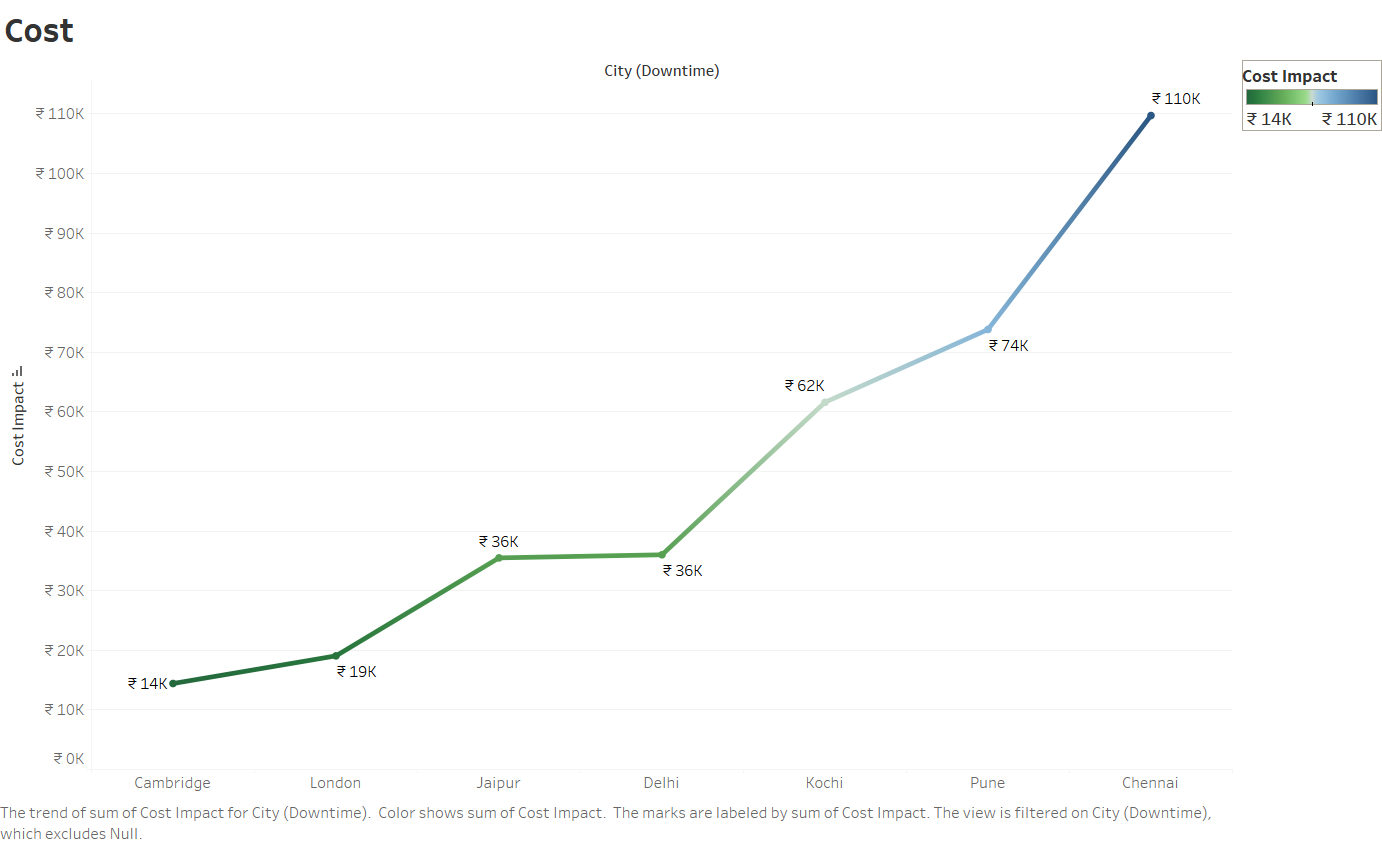 Cost
City (Downtime)
Cost Impact
₹ 14K ₹ 110K
₹ 110K
₹ 100K
₹ 90K
₹ 80K
₹ 70K
₹ 60K
₹ 50K
₹ 40K
₹ 30K
₹ 20K
₹ 10K
₹ 0K
Cost Impact
₹ 14K
₹ 19K
₹ 36K
₹ 36K
₹ 62K
₹ 74K
₹ 110K
Cambridge London Jaipur Delhi Kochi Pune Chennai
The trend of sum of Cost Impact for City (Downtime).  Color shows sum of Cost Impact.  The marks are labeled by sum of Cost Impact. The view is filtered on City (Downtime),
which excludes Null.